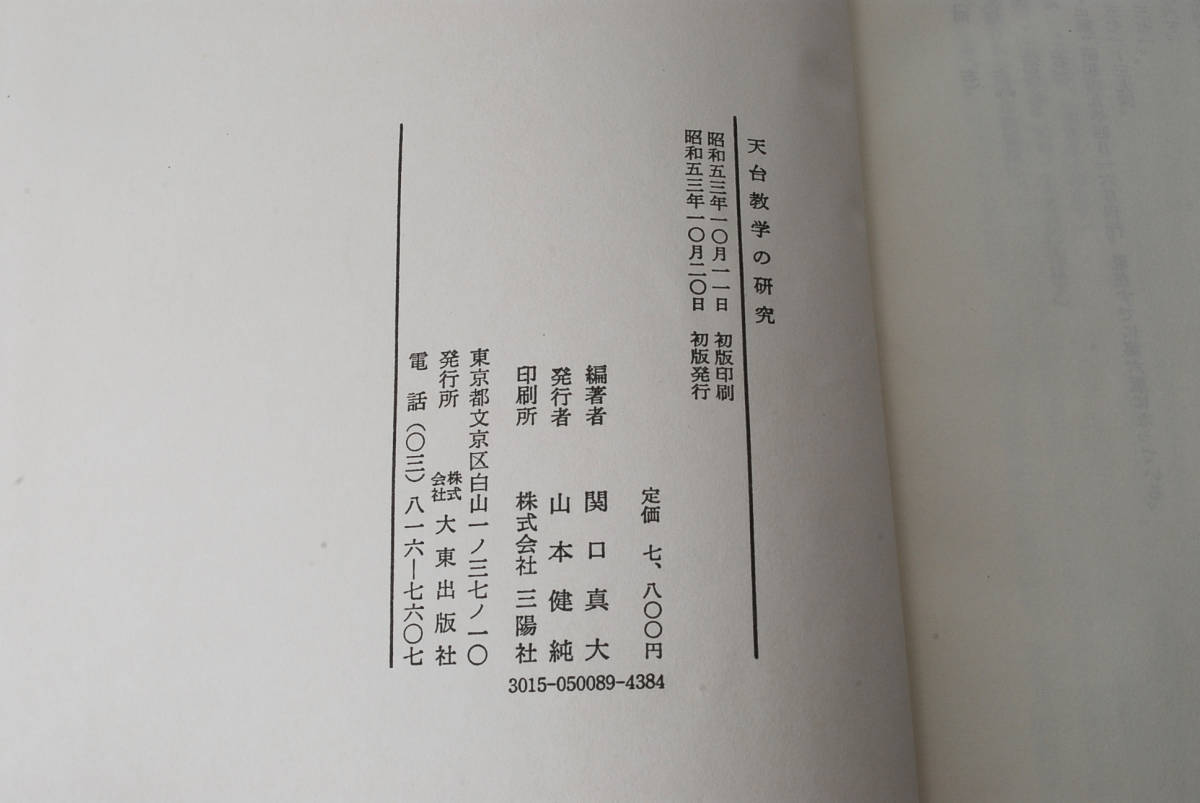 天台教学の研究
昭和五三年一〇月一一日 初版印刷
昭和五三年一〇月二〇日 初版発行
定価 七、八〇〇円
編著者 関口真大
発行者 山本健純
印刷所 株式会社 三陽社
東京都文京区白山一ノ三七ノ一〇
発行所 株式会社 大東出版社
電話(〇三)八一六―七六〇七
3015-050089-4384